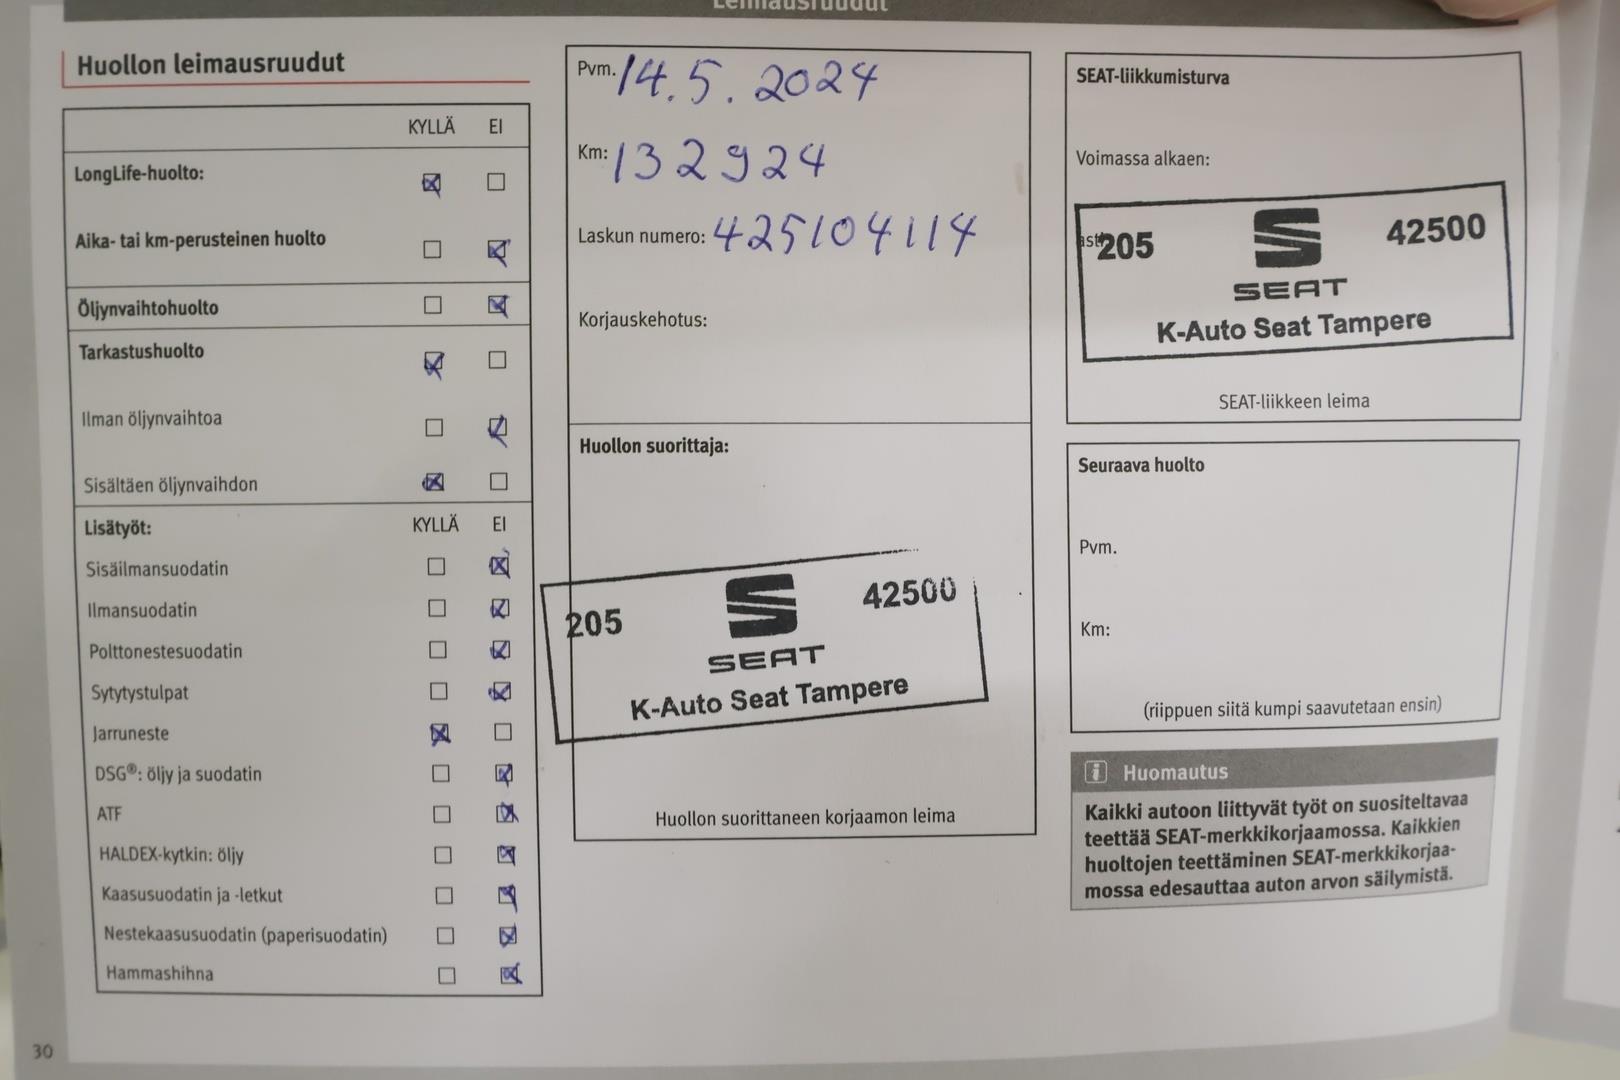 Leimausruudut
Huollon leimausruudut
KYLLÄ EI
LongLife-huolto:
Aika- tai km-perusteinen huolto
Öljynvaihtohuolto
Tarkastushuolto
Ilman öljynvaihtoa
Sisältäen öljynvaihdon
Lisätyöt: KYLLÄ EI
Sisäilmansuodatin
Ilmansuodatin
Polttonestesuodatin
Sytytystulpat
Jarruneste
DSG®: öljy ja suodatin
ATF
HALDEX-kytkin: öljy
Kaasusuodatin ja -letkut
Nestekaasusuodatin (paperisuodatin)
Hammashihna
30
Pvm. 14.5.2024
Km: 132924
Laskun numero: 425104114
Korjauskehotus:
Huollon suorittaja:
205 42500
SEAT
K-Auto Seat Tampere
Huollon suorittaneen korjaamon leima
SEAT-liikkumisturva
Voimassa alkaen:
205 42500
SEAT
K-Auto Seat Tampere
SEAT-liikkeen leima
Seuraava huolto
Pvm.
Km:
(riippuen siitä kumpi saavutetaan ensin)
i Huomautus
Kaikki autoon liittyvät työt on suositeltavaa
teettää SEAT-merkkikorjaamossa. Kaikkien
huoltojen teettäminen SEAT-merkkikorjaa-
mossa edesauttaa auton arvon säilymistä.